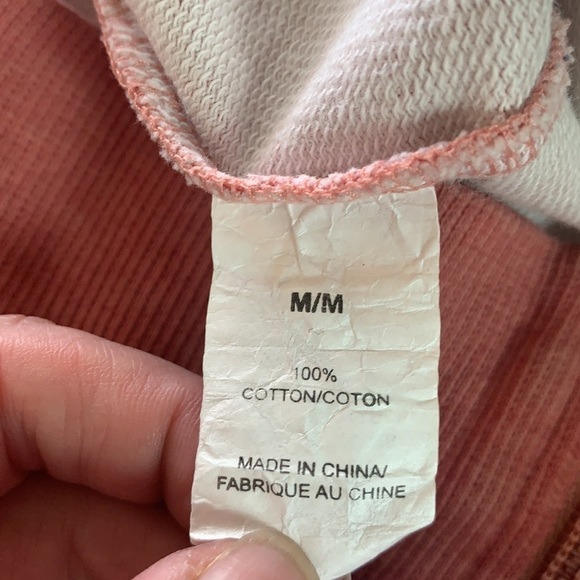 M/M
100%
COTTON/COTON
MADE IN CHINA/
FABRIQUE AU CHINE